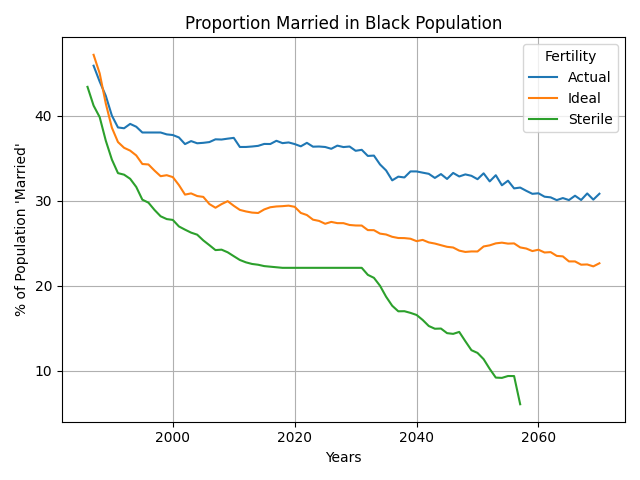 Proportion Married in Black Population
% of Population 'Married'
40
30
20
10
2000
2020
2040
2060
Years
Fertility
Actual
Ideal
Sterile